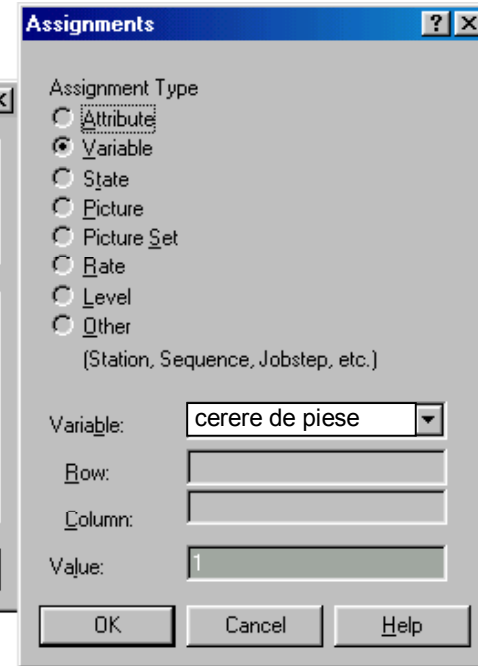 Assignments
Assignment Type
Attribute
Variable
State
Picture
Picture Set
Rate
Level
Other
(Station, Sequence, Jobstep, etc.)
Variable: cerere de piese
Row:
Column:
Value: 1
OK Cancel Help